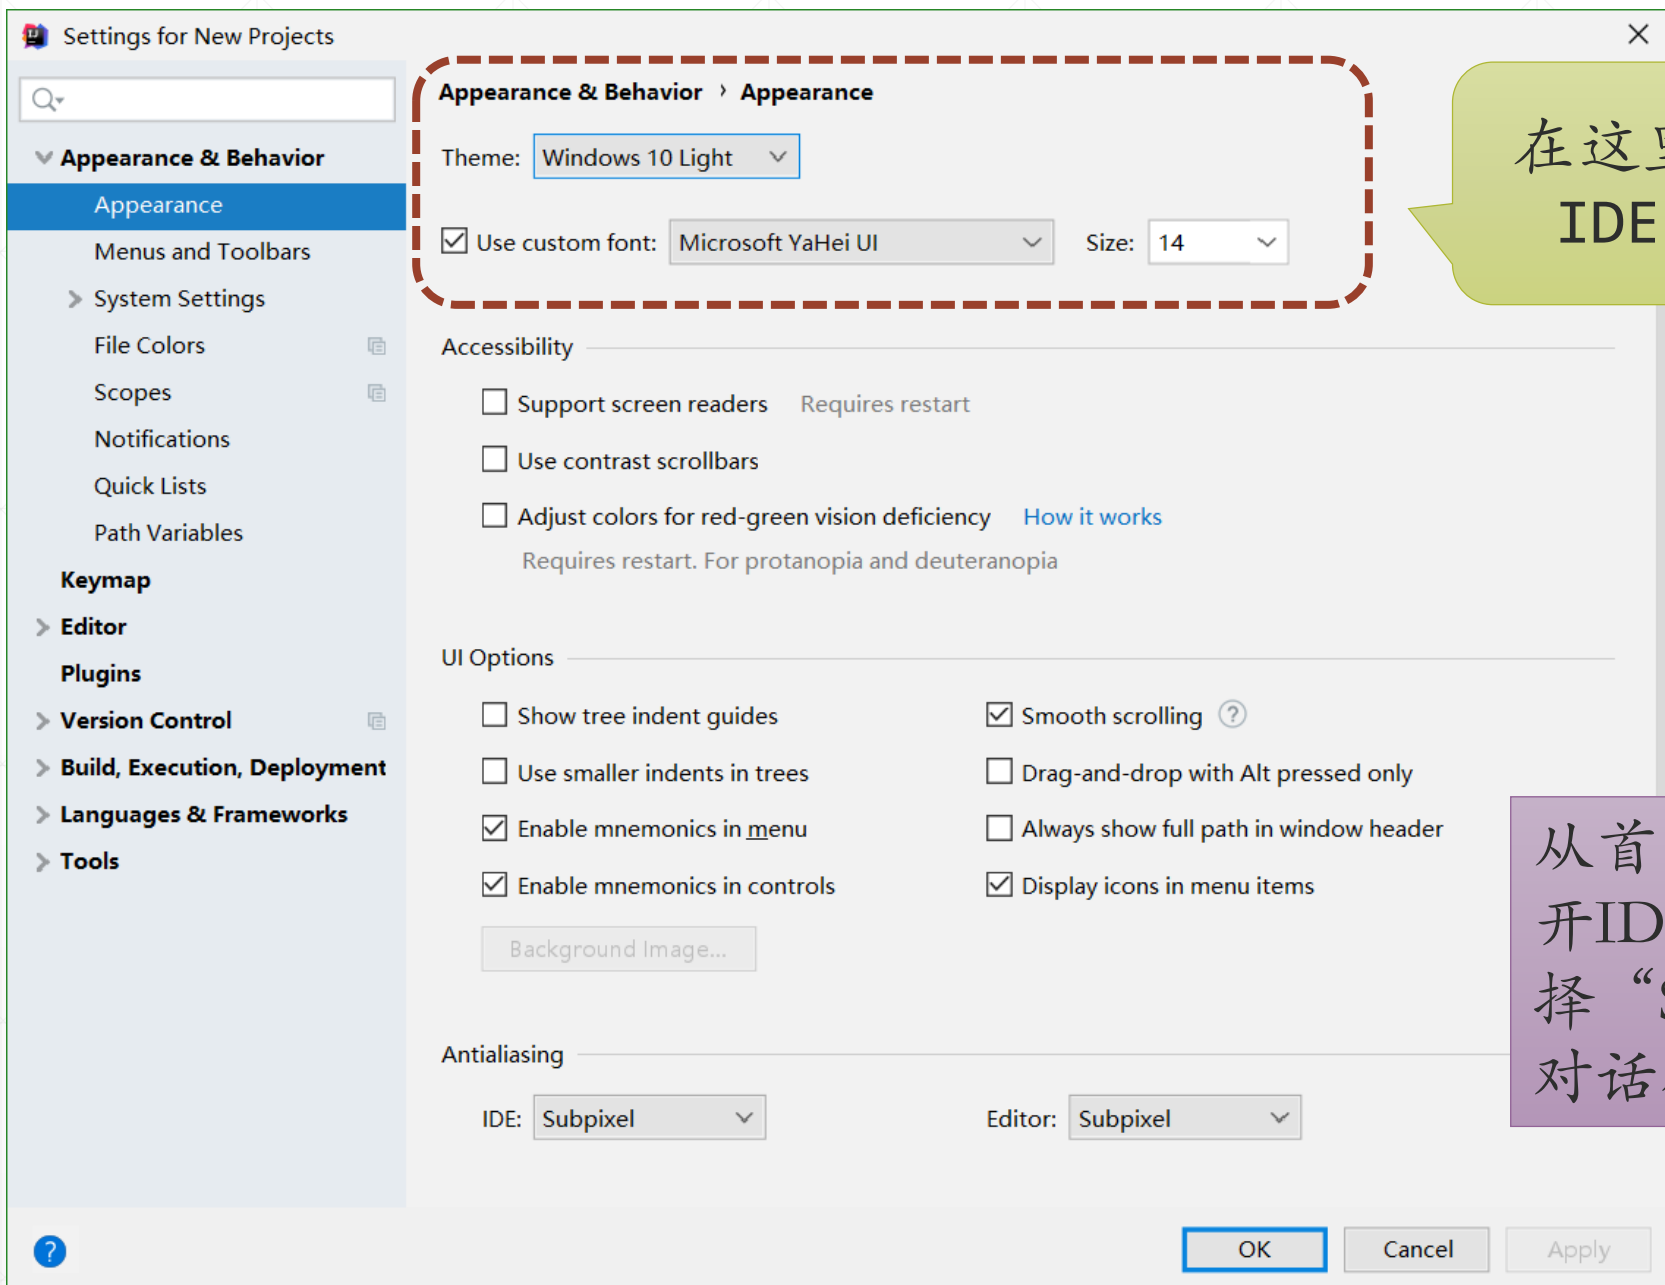 Settings for New Projects
Appearance & Behavior
Appearance
Menus and Toolbars
System Settings
File Colors
Scopes
Notifications
Quick Lists
Path Variables
Keymap
Editor
Plugins
Version Control
Build, Execution, Deployment
Languages & Frameworks
Tools
Appearance & Behavior › Appearance
Theme: Windows 10 Light
Use custom font: Microsoft YaHei UI Size: 14
Accessibility
Support screen readers Requires restart
Use contrast scrollbars
Adjust colors for red-green vision deficiency How it works
Requires restart. For protanopia and deuteranopia
UI Options
Show tree indent guides Smooth scrolling ?
Use smaller indents in trees Drag-and-drop with Alt pressed only
Enable mnemonics in menu Always show full path in window header
Enable mnemonics in controls Display icons in menu items
Background Image...
Antialiasing
IDE: Subpixel Editor: Subpixel
? OK Cancel Apply
在这
IDE
从首
开ID
择“
对话